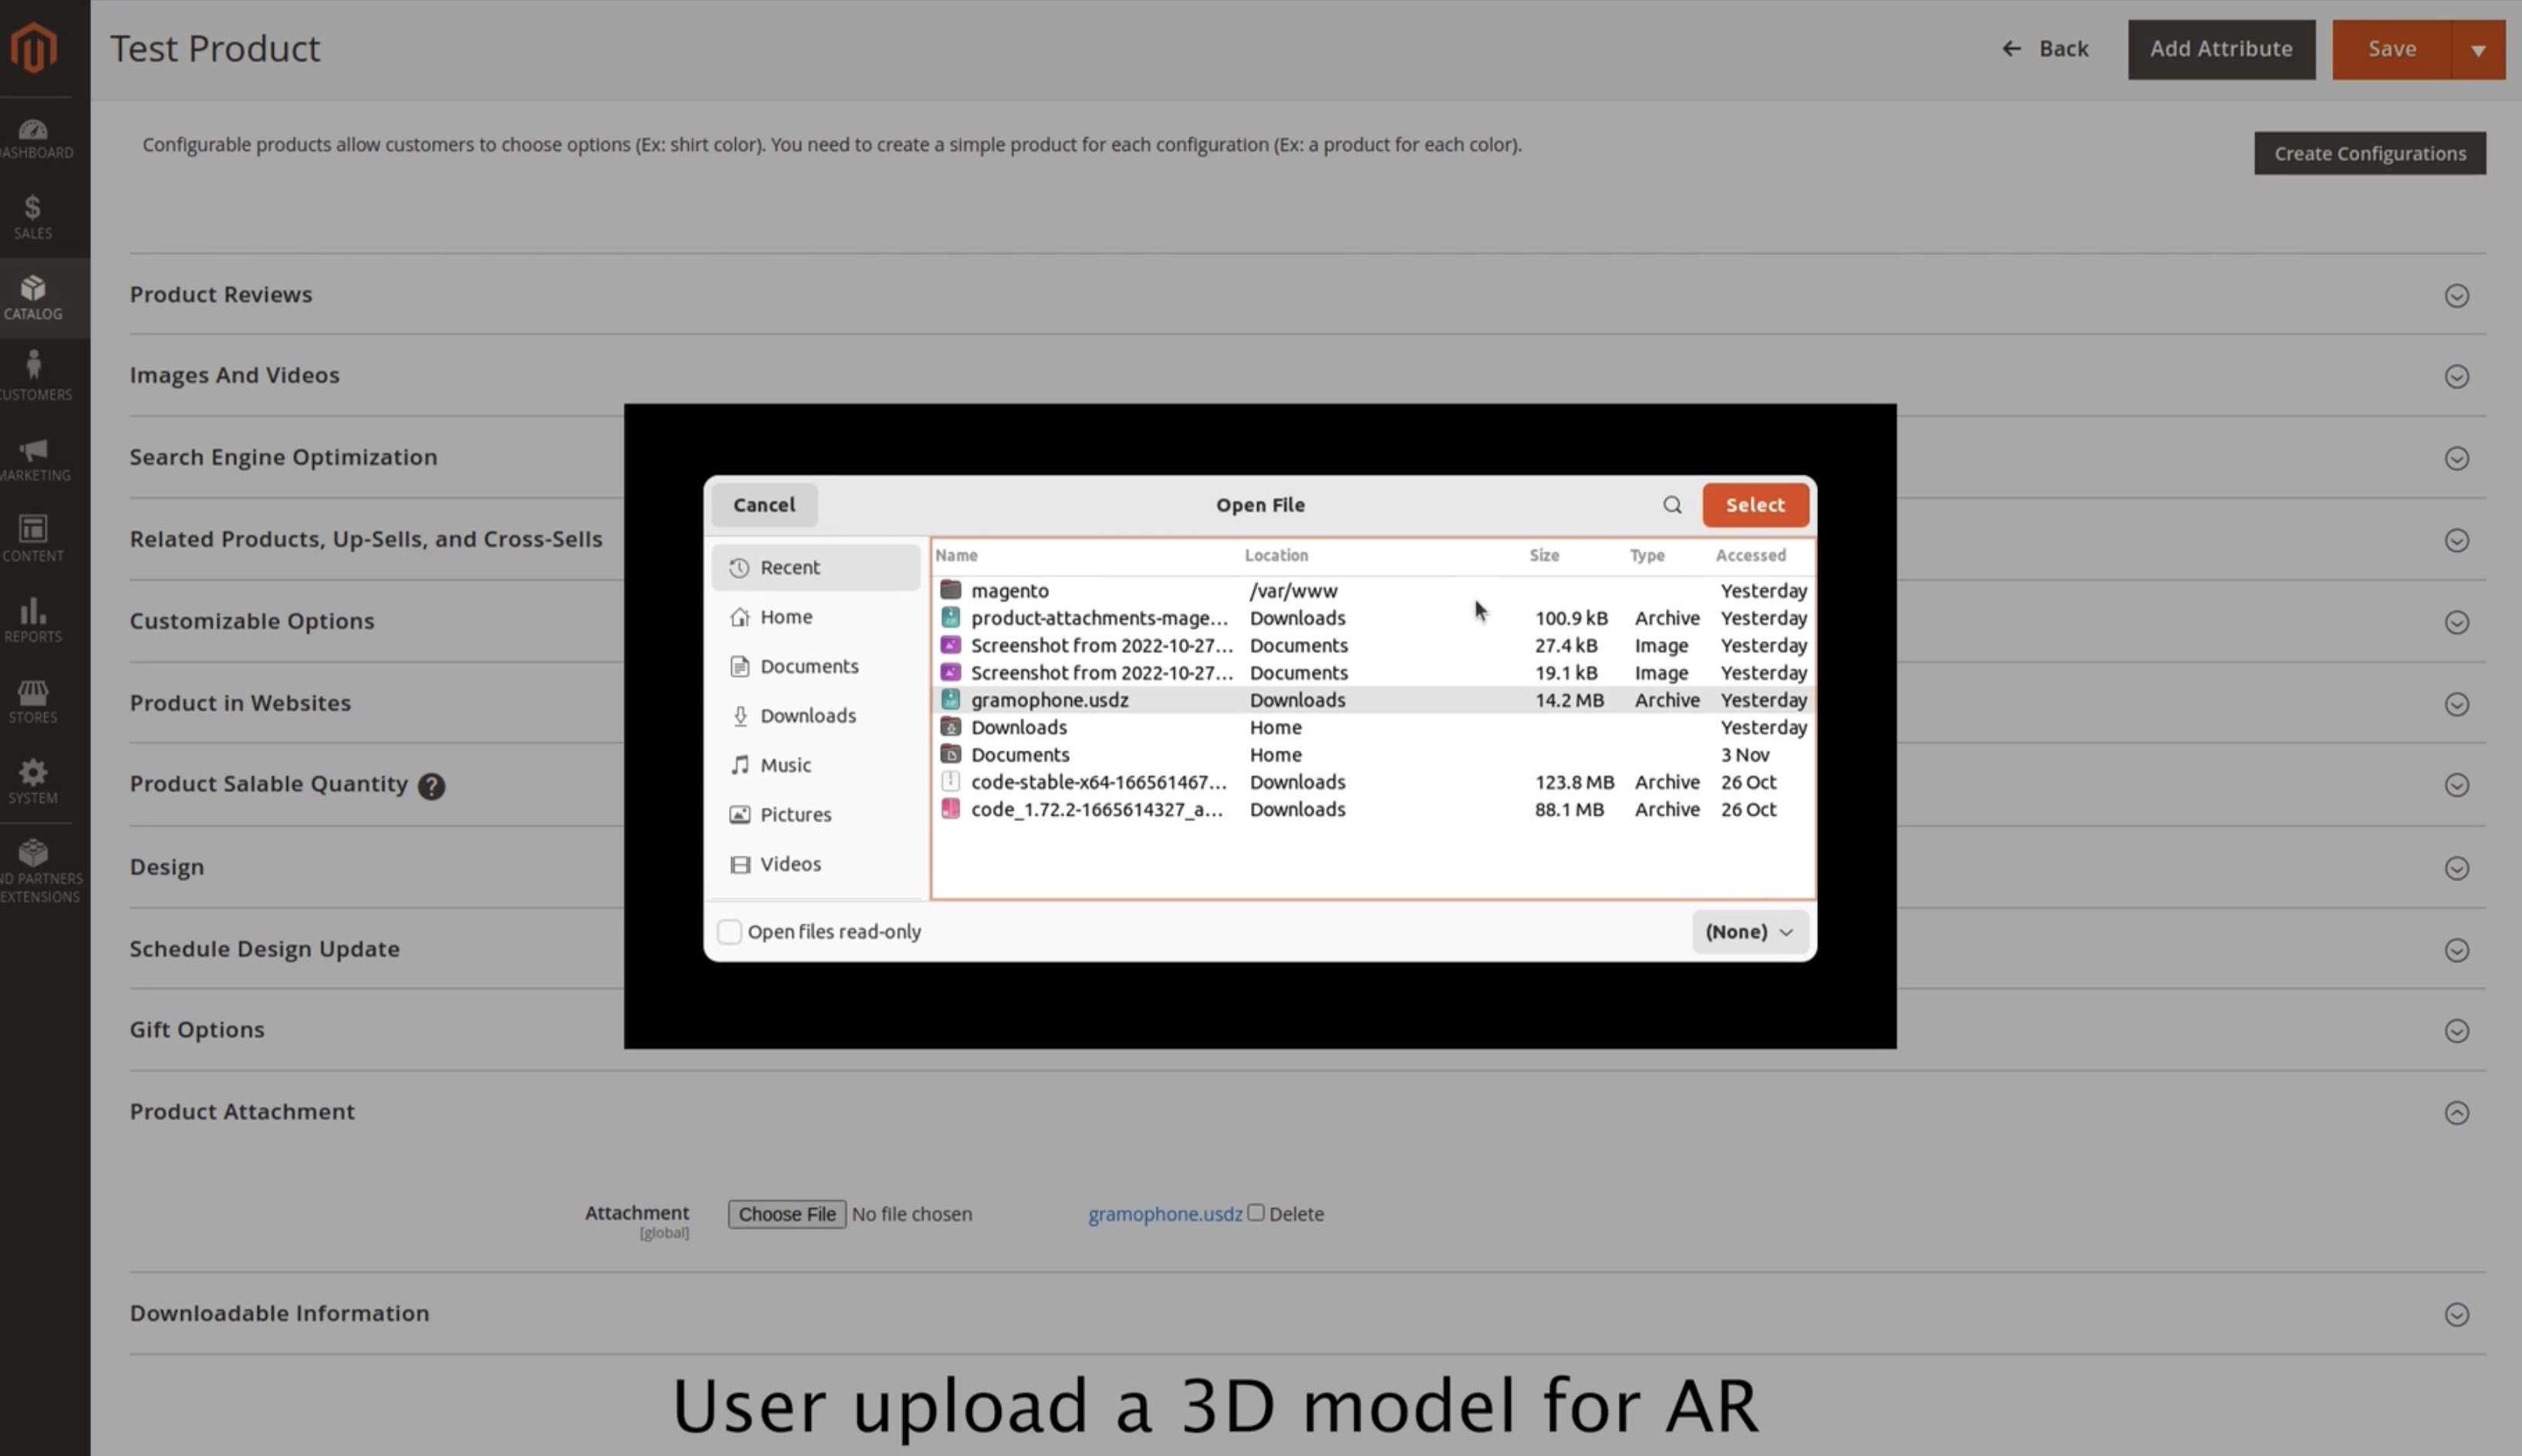 Test Product
Back
Add Attribute
Save
Configurable products allow customers to choose options (Ex: shirt color). You need to create a simple product for each configuration (Ex: a product for each color).
Create Configurations
DASHBOARD
SALES
CATALOG
CUSTOMERS
MARKETING
CONTENT
REPORTS
STORES
SYSTEM
ND PARTNERS
EXTENSIONS
Product Reviews
Images And Videos
Search Engine Optimization
Related Products, Up-Sells, and Cross-Sells
Customizable Options
Product in Websites
Product Salable Quantity ?
Design
Schedule Design Update
Gift Options
Cancel
Open File
Select
Recent
Home
Documents
Downloads
Music
Pictures
Videos
Name Location Size Type Accessed
magento /var/www Yesterday
product-attachments-mage... Downloads 100.9 kB Archive Yesterday
Screenshot from 2022-10-27... Documents 27.4 kB Image Yesterday
Screenshot from 2022-10-27... Documents 19.1 kB Image Yesterday
gramophone.usdz Downloads 14.2 MB Archive Yesterday
Downloads Home Yesterday
Documents Home 3 Nov
code-stable-x64-166561467... Downloads 123.8 MB Archive 26 Oct
code_1.72.2-1665614327_a... Downloads 88.1 MB Archive 26 Oct
Open files read-only
(None)
Product Attachment
Attachment
[global]
Choose File No file chosen
gramophone.usdz Delete
Downloadable Information
User upload a 3D model for AR